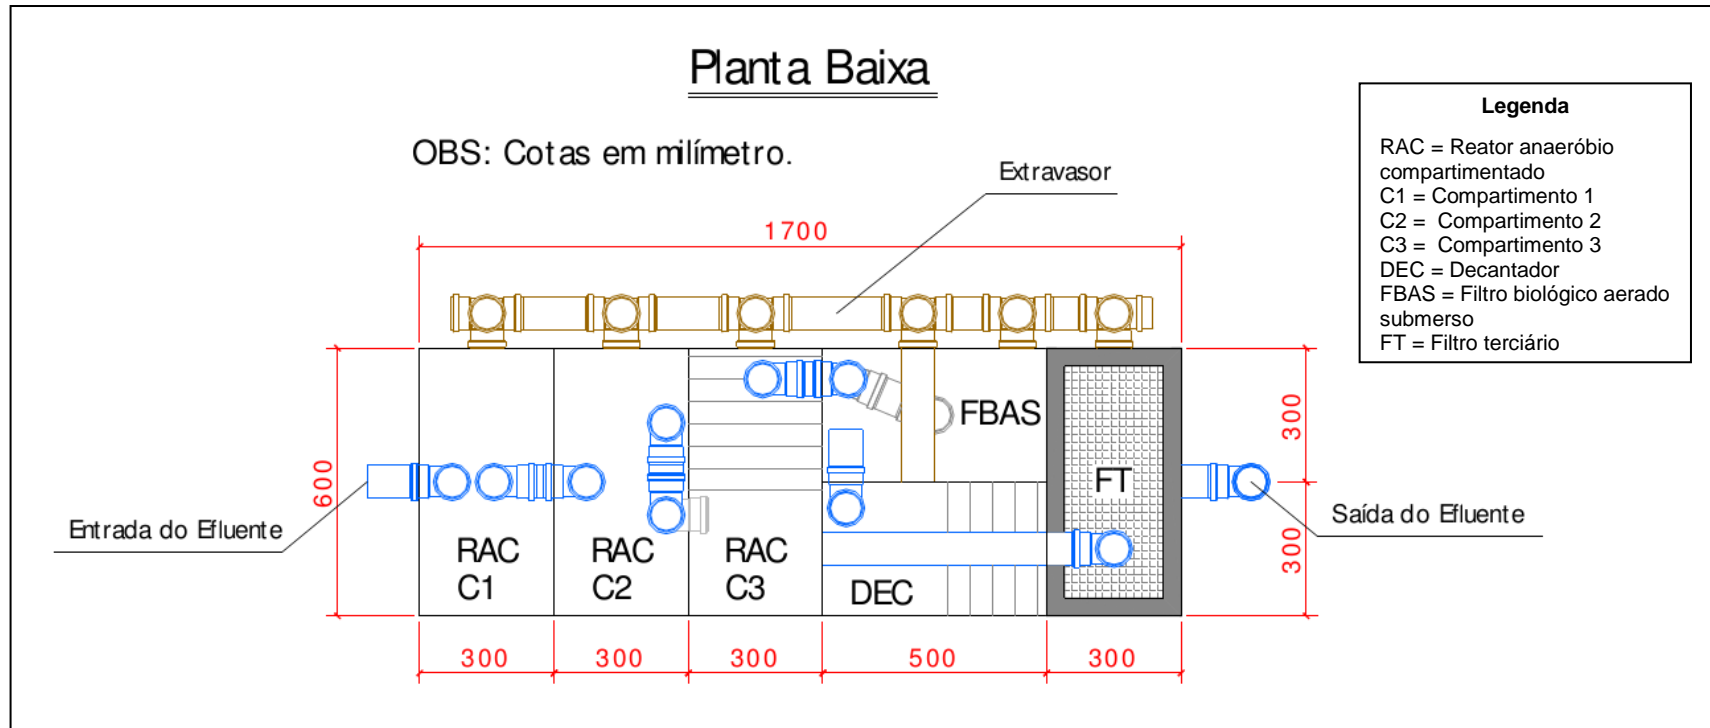 Planta Baixa
OBS: Cotas em milímetro.
Extravasor
1700
Legenda
RAC = Reator anaeróbio
compartimentado
C1 = Compartimento 1
C2 = Compartimento 2
C3 = Compartimento 3
DEC = Decantador
FBAS = Filtro biológico aerado
submerso
FT = Filtro terciário
600
Entrada do Efluente
RAC
C1
RAC
C2
RAC
C3
FBAS
DEC
FT
300
300
Saída do Efluente
300
300
300
500
300